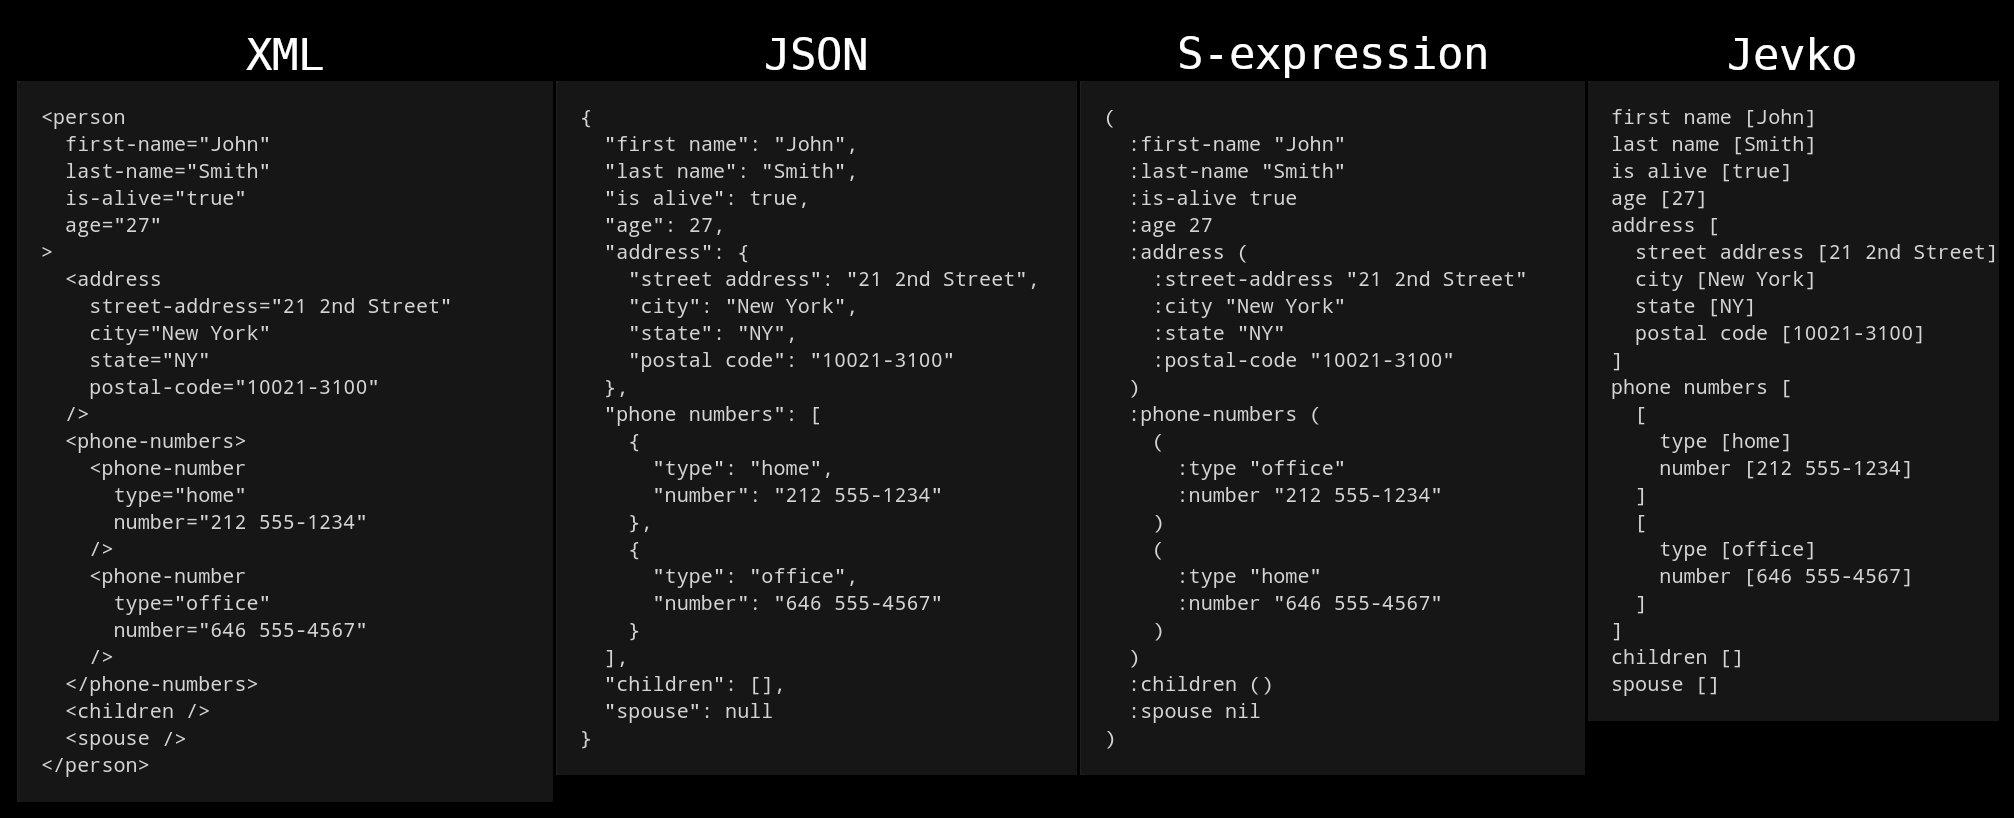 XML
<person
  first-name="John"
  last-name="Smith"
  is-alive="true"
  age="27"
>
  <address
    street-address="21 2nd Street"
    city="New York"
    state="NY"
    postal-code="10021-3100"
  />
  <phone-numbers>
    <phone-number
      type="home"
      number="212 555-1234"
    />
    <phone-number
      type="office"
      number="646 555-4567"
    />
  </phone-numbers>
  <children />
  <spouse />
</person>
JSON
{
  "first name": "John",
  "last name": "Smith",
  "is alive": true,
  "age": 27,
  "address": {
    "street address": "21 2nd Street",
    "city": "New York",
    "state": "NY",
    "postal code": "10021-3100"
  },
  "phone numbers": [
    {
      "type": "home",
      "number": "212 555-1234"
    },
    {
      "type": "office",
      "number": "646 555-4567"
    }
  ],
  "children": [],
  "spouse": null
}
S-expression
(
  :first-name "John"
  :last-name "Smith"
  :is-alive true
  :age 27
  :address (
    :street-address "21 2nd Street"
    :city "New York"
    :state "NY"
    :postal-code "10021-3100"
  )
  :phone-numbers (
    (
      :type "office"
      :number "212 555-1234"
    )
    (
      :type "home"
      :number "646 555-4567"
    )
  )
  :children ()
  :spouse nil
)
Jevko
first name [John]
last name [Smith]
is alive [true]
age [27]
address [
  street address [21 2nd Street]
  city [New York]
  state [NY]
  postal code [10021-3100]
]
phone numbers [
  [
    type [home]
    number [212 555-1234]
  ]
  [
    type [office]
    number [646 555-4567]
  ]
]
children []
spouse []